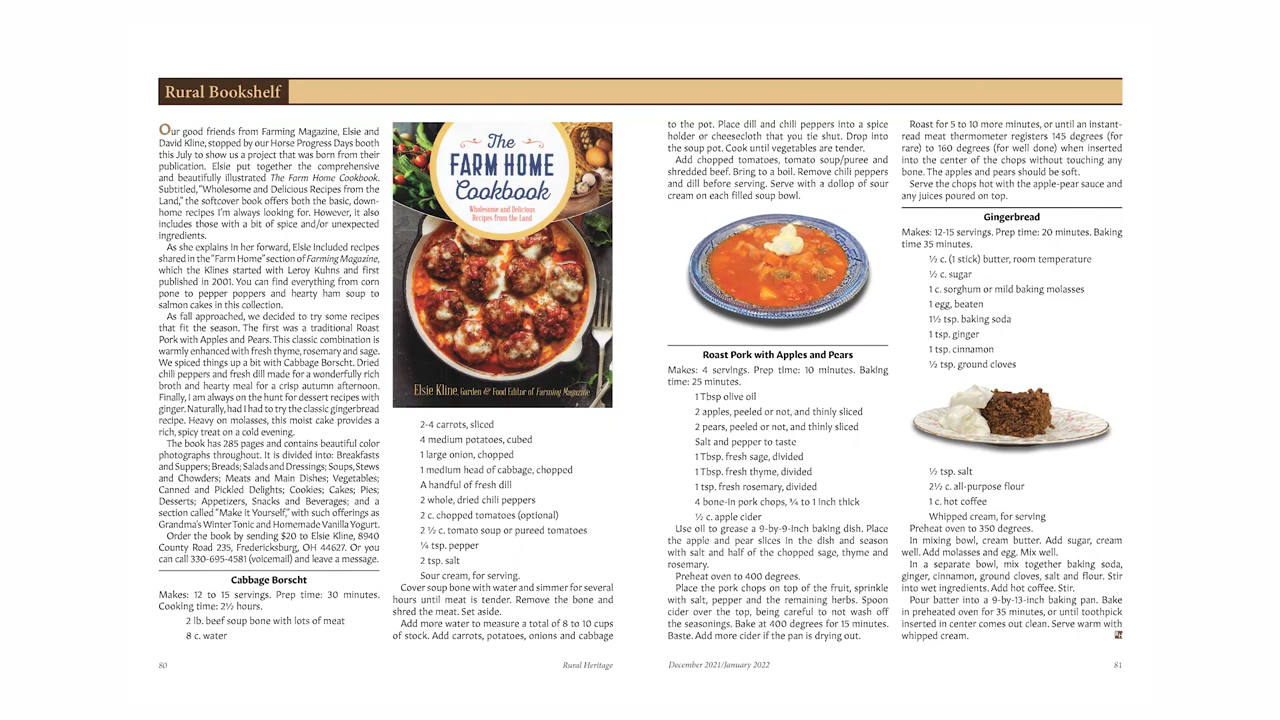 Rural Bookshelf
Our good friends from Farming Magazine, Elsie and
David Kline, stopped by our Horse Progress Days booth
this July to show us a project that was born from their
publication. Elsie put together the comprehensive
and beautifully illustrated The Farm Home Cookbook.
Subtitled, “Wholesome and Delicious Recipes from the
Land,” the softcover book offers both the basic, down-
home recipes I’m always looking for. However, it also
includes those with a bit of spice and/or unexpected
ingredients.
As she explains in her forward, Elsie included recipes
shared in the “Farm Home” section of Farming Magazine,
which the Klines started with Leroy Kuhns and first
published in 2001. You can find everything from corn
pone to pepper poppers and hearty ham soup to
salmon cakes in this collection.
As fall approached, we decided to try some recipes
that fit the season. The first was a traditional Roast
Pork with Apples and Pears. This classic combination is
warmly enhanced with fresh thyme, rosemary and sage.
We spiced things up a bit with Cabbage Borscht. Dried
chili peppers and fresh dill made for a wonderfully rich
broth and hearty meal for a crisp autumn afternoon.
Finally, I am always on the hunt for dessert recipes with
ginger. Naturally, had I had to try the classic gingerbread
recipe. Heavy on molasses, this moist cake provides a
rich, spicy treat on a cold evening.
The book has 285 pages and contains beautiful color
photographs throughout. It is divided into: Breakfasts
and Suppers; Breads; Salads and Dressings; Soups, Stews
and Chowders; Meats and Main Dishes; Vegetables;
Canned and Pickled Delights; Cookies; Cakes; Pies;
Desserts; Appetizers, Snacks and Beverages; and a
section called “Make it Yourself,” with such offerings as
Grandma’s Winter Tonic and Homemade Vanilla Yogurt.
Order the book by sending $20 to Elsie Kline, 8940
County Road 235, Fredericksburg, OH 44627. Or you
can call 330-695-4581 (voicemail) and leave a message.
Cabbage Borscht
Makes: 12 to 15 servings. Prep time: 30 minutes.
Cooking time: 2½ hours.
2 lb. beef soup bone with lots of meat
8 c. water
The
FARM HOME
Cookbook
Wholesome and Delicious
Recipes from the Land
Elsie Kline, Garden & Food Editor of Farming Magazine
2-4 carrots, sliced
4 medium potatoes, cubed
1 large onion, chopped
1 medium head of cabbage, chopped
A handful of fresh dill
2 whole, dried chili peppers
2 c. chopped tomatoes (optional)
2 ½ c. tomato soup or pureed tomatoes
¼ tsp. pepper
2 tsp. salt
Sour cream, for serving.
Cover soup bone with water and simmer for several
hours until meat is tender. Remove the bone and
shred the meat. Set aside.
Add more water to measure a total of 8 to 10 cups
of stock. Add carrots, potatoes, onions and cabbage
to the pot. Place dill and chili peppers into a spice
holder or cheesecloth that you tie shut. Drop into
the soup pot. Cook until vegetables are tender.
Add chopped tomatoes, tomato soup/puree and
shredded beef. Bring to a boil. Remove chili peppers
and dill before serving. Serve with a dollop of sour
cream on each filled soup bowl.
Roast Pork with Apples and Pears
Makes: 4 servings. Prep time: 10 minutes. Baking
time: 25 minutes.
1 Tbsp olive oil
2 apples, peeled or not, and thinly sliced
2 pears, peeled or not, and thinly sliced
Salt and pepper to taste
1 Tbsp. fresh sage, divided
1 Tbsp. fresh thyme, divided
1 tsp. fresh rosemary, divided
4 bone-in pork chops, ¾ to 1 inch thick
½ c. apple cider
Use oil to grease a 9-by-9-inch baking dish. Place
the apple and pear slices in the dish and season
with salt and half of the chopped sage, thyme and
rosemary.
Preheat oven to 400 degrees.
Place the pork chops on top of the fruit, sprinkle
with salt, pepper and the remaining herbs. Spoon
cider over the top, being careful to not wash off
the seasonings. Bake at 400 degrees for 15 minutes.
Baste. Add more cider if the pan is drying out.
Roast for 5 to 10 more minutes, or until an instant-
read meat thermometer registers 145 degrees (for
rare) to 160 degrees (for well done) when inserted
into the center of the chops without touching any
bone. The apples and pears should be soft.
Serve the chops hot with the apple-pear sauce and
any juices poured on top.
Gingerbread
Makes: 12-15 servings. Prep time: 20 minutes. Baking
time 35 minutes.
½ c. (1 stick) butter, room temperature
½ c. sugar
1 c. sorghum or mild baking molasses
1 egg, beaten
1½ tsp. baking soda
1 tsp. ginger
1 tsp. cinnamon
½ tsp. ground cloves
½ tsp. salt
2½ c. all-purpose flour
1 c. hot coffee
Whipped cream, for serving
Preheat oven to 350 degrees.
In mixing bowl, cream butter. Add sugar, cream
well. Add molasses and egg. Mix well.
In a separate bowl, mix together baking soda,
ginger, cinnamon, ground cloves, salt and flour. Stir
into wet ingredients. Add hot coffee. Stir.
Pour batter into a 9-by-13-inch baking pan. Bake
in preheated oven for 35 minutes, or until toothpick
inserted in center comes out clean. Serve warm with
whipped cream.
80
Rural Heritage
December 2021/January 2022
81